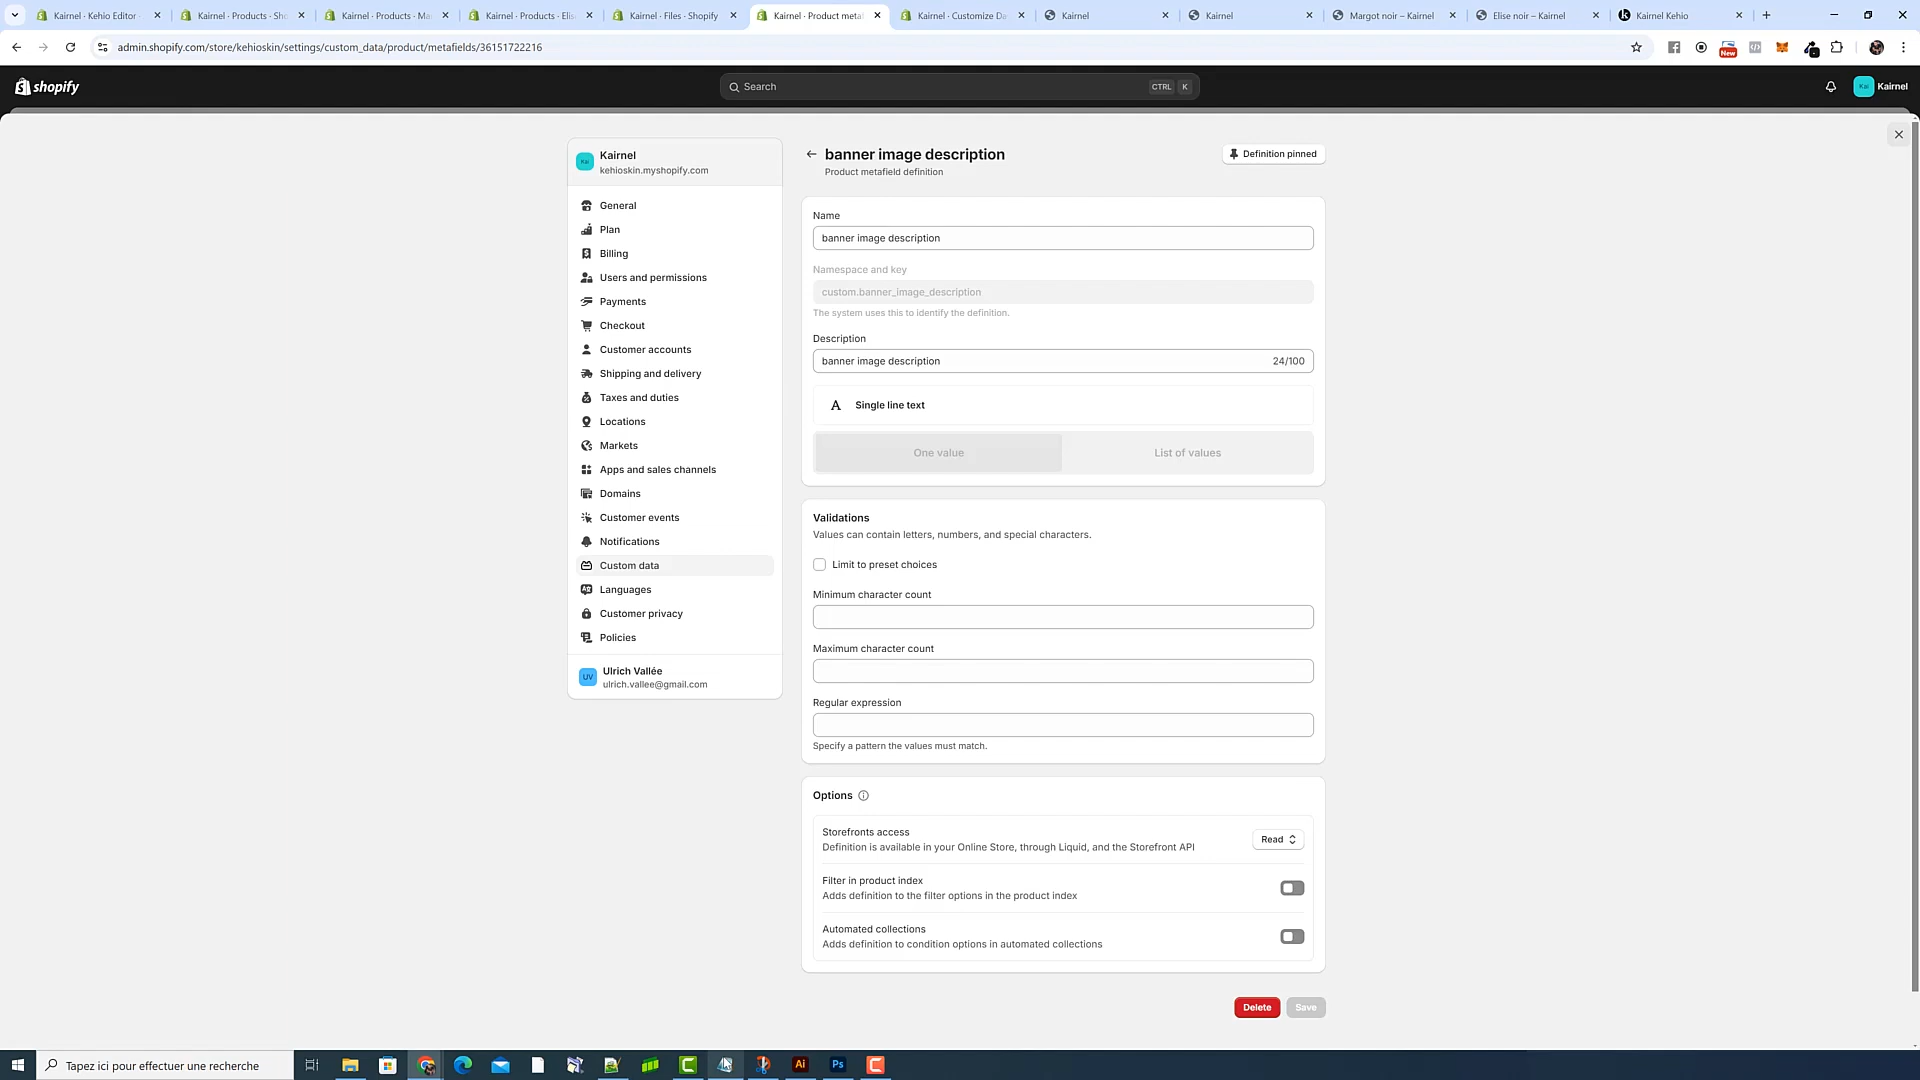 Kairnel · Kehio Editor ·
Kairnel · Products · Sho
Kairnel · Products · Ma
Kairnel · Products · Elis
Kairnel · Files · Shopify
Kairnel · Product metaf
Kairnel · Customize Da
Kairnel
Kairnel
Margot noir – Kairnel
Elise noir – Kairnel
Kairnel Kehio
admin.shopify.com/store/kehioskin/settings/custom_data/product/metafields/36151722216
New
shopify
Search
CTRL K
Kai
Kairnel
Kai
Kairnel
kehioskin.myshopify.com
General
Plan
Billing
Users and permissions
Payments
Checkout
Customer accounts
Shipping and delivery
Taxes and duties
Locations
Markets
Apps and sales channels
Domains
Customer events
Notifications
Custom data
Languages
Customer privacy
Policies
UV
Ulrich Vallée
ulrich.vallee@gmail.com
banner image description
Definition pinned
Product metafield definition
Name
banner image description
Namespace and key
custom.banner_image_description
The system uses this to identify the definition.
Description
banner image description 24/100
A Single line text
One value List of values
Validations
Values can contain letters, numbers, and special characters.
Limit to preset choices
Minimum character count
Maximum character count
Regular expression
Specify a pattern the values must match.
Options
Storefronts access
Definition is available in your Online Store, through Liquid, and the Storefront API
Read
Filter in product index
Adds definition to the filter options in the product index
Automated collections
Adds definition to condition options in automated collections
Delete Save
Tapez ici pour effectuer une recherche
Ai
Ps